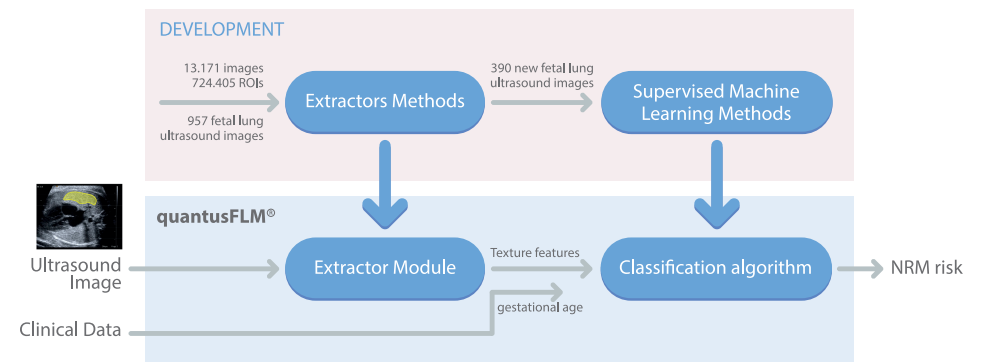 DEVELOPMENT
13.171 images
724.405 ROIs
957 fetal lung
ultrasound images
Extractors Methods
390 new fetal lung
ultrasound images
Supervised Machine
Learning Methods
quantusFLM®
Ultrasound
Image
Extractor Module
Texture features
gestational age
Classification algorithm
NRM risk
Clinical Data